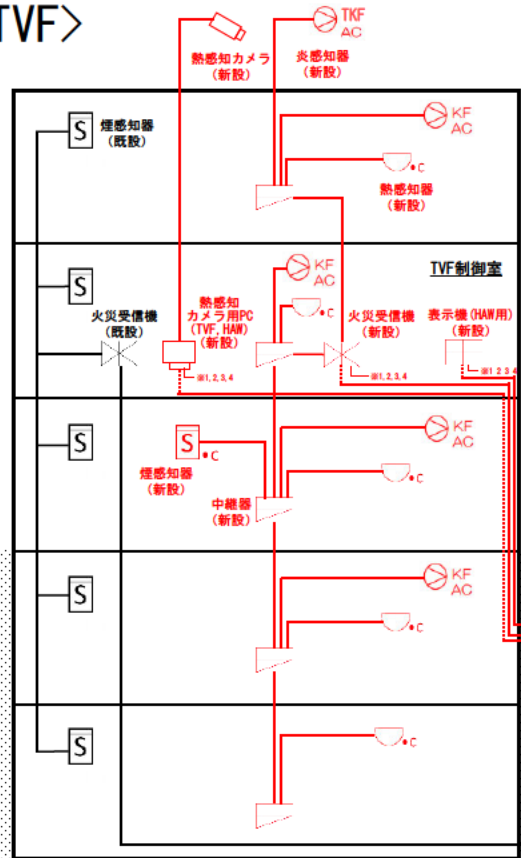 TVF>
TKF
AC
熱感知カメラ
(新設)
炎感知器
(新設)
S
煙感知器
(既設)
KF
AC
C
熱感知器
(新設)
S
KF
AC
TVF制御室
C
火災受信機
(既設)
熱感知
カメラ用PC
(TVF, HAW)
(新設)
火災受信機
(新設)
表示機(HAW用)
(新設)
※1,2,3,4
※1,2,3,4
※1 2 3 4
S
S
C
煙感知器
(新設)
KF
AC
C
中継器
(新設)
S
KF
AC
C
S
C